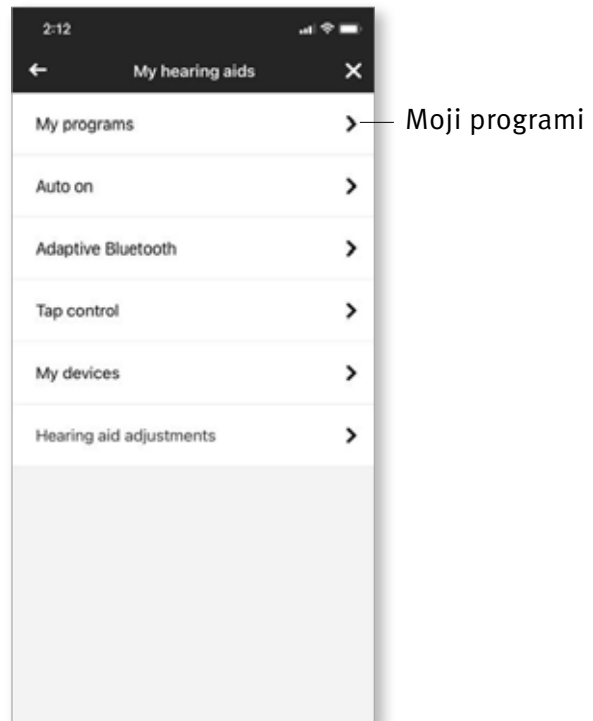 2:12
My hearing aids
My programs
Moji programi
Auto on
Adaptive Bluetooth
Tap control
My devices
Hearing aid adjustments